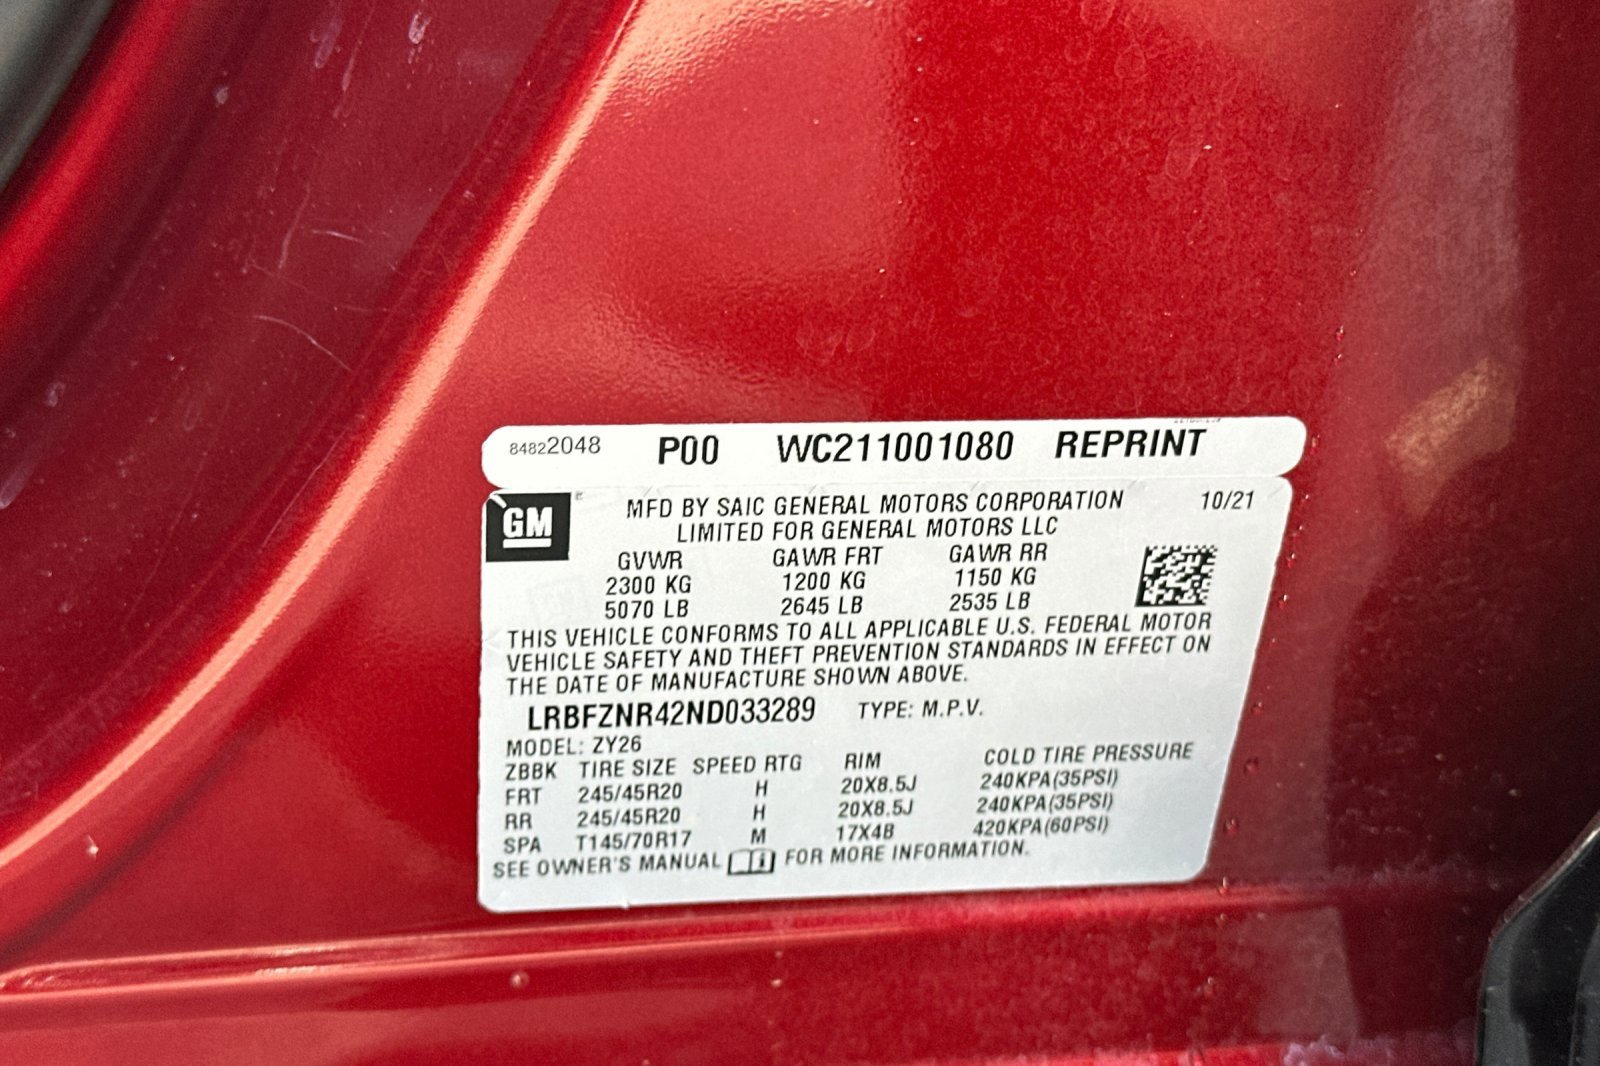 84822048 P00 WC211001080 REPRINT
GM
MFD BY SAIC GENERAL MOTORS CORPORATION 10/21
LIMITED FOR GENERAL MOTORS LLC
GVWR GAWR FRT GAWR RR
2300 KG 1200 KG 1150 KG
5070 LB 2645 LB 2535 LB
THIS VEHICLE CONFORMS TO ALL APPLICABLE U.S. FEDERAL MOTOR
VEHICLE SAFETY AND THEFT PREVENTION STANDARDS IN EFFECT ON
THE DATE OF MANUFACTURE SHOWN ABOVE.
LRBFZNR42ND033289 TYPE: M.P.V.
MODEL: ZY26
ZBBK TIRE SIZE SPEED RTG RIM COLD TIRE PRESSURE
FRT 245/45R20 H 20X8.5J 240KPA(35PSI)
RR 245/45R20 H 20X8.5J 240KPA(35PSI)
SPA T145/70R17 M 17X4B 420KPA(60PSI)
SEE OWNER'S MANUAL FOR MORE INFORMATION.